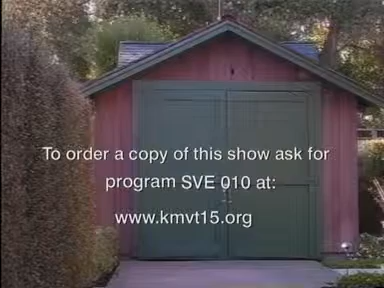 To order a copy of this show ask for
program SVE 010 at:
www.kmvt15.org